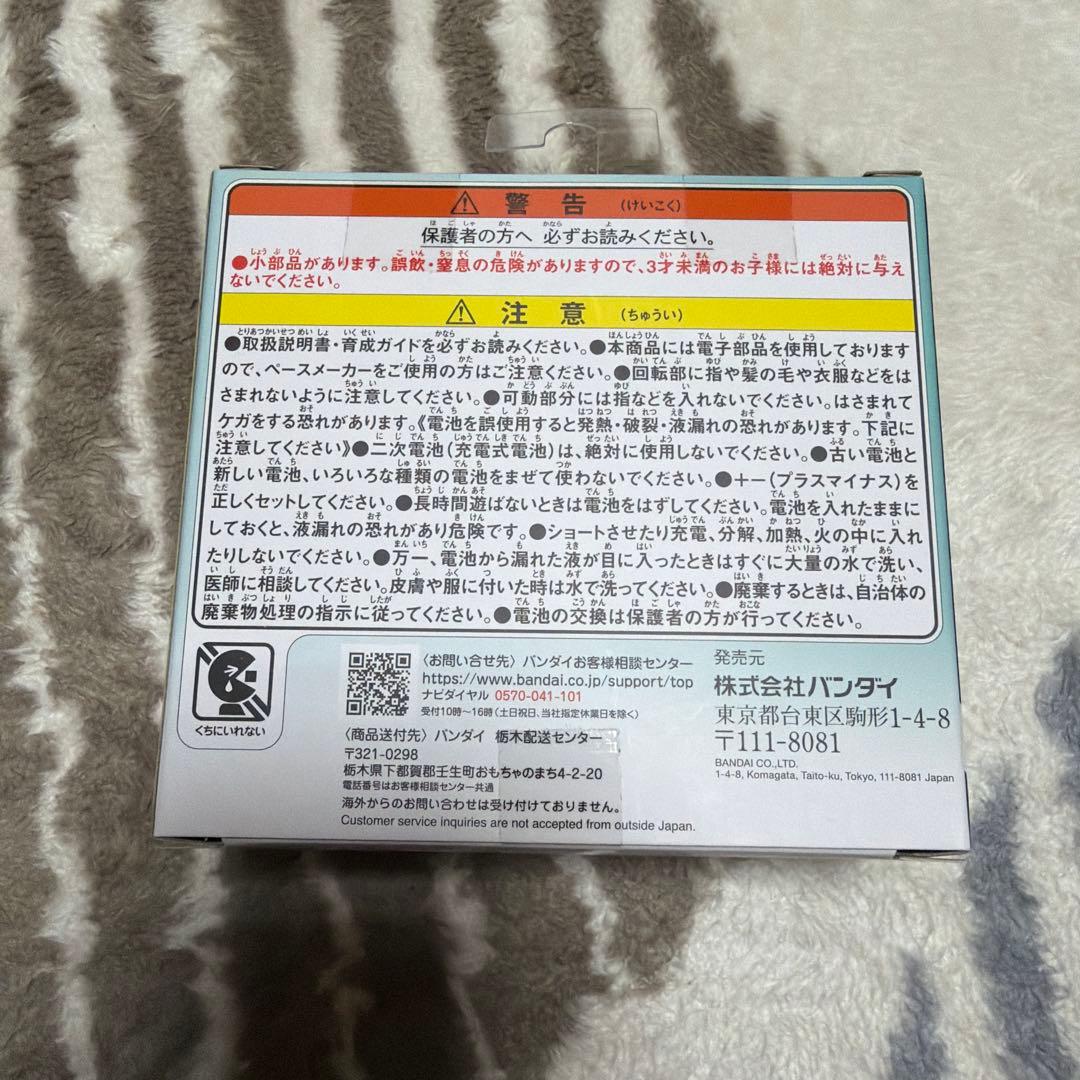 警告 (けいこく)
保護者の方へ 必ずお読みください。
●小部品があります。誤飲・窒息の危険がありますので、3才未満のお子様には絶対に与え
ないでください。
注意 (ちゅうい)
●取扱説明書・育成ガイドを必ずお読みください。●本商品には電子部品を使用しております
ので、ペースメーカーをご使用の方はご注意ください。●回転部に指や髪の毛や衣服などをは
さまれないように注意してください。●可動部分には指などを入れないでください。はさまれて
ケガをする恐れがあります。《電池を誤使用すると発熱・破裂・液漏れの恐れがあります。下記に
注意してください》●二次電池(充電式電池)は、絶対に使用しないでください。●古い電池と
新しい電池、いろいろな種類の電池をまぜて使わないでください。●+-(プラスマイナス)を
正しくセットしてください。●長時間遊ばないときは電池をはずしてください。電池を入れたままに
しておくと、液漏れの恐れがあり危険です。●ショートさせたり充電、分解、加熱、火の中に入れ
たりしないでください。●万一、電池から漏れた液が目に入ったときはすぐに大量の水で洗い、
医師に相談してください。皮膚や服に付いた時は水で洗ってください。●廃棄するときは、自治体の
廃棄物処理の指示に従ってください。●電池の交換は保護者の方が行ってください。
くちにいれない
〈お問い合せ先〉バンダイお客様相談センター
https://www.bandai.co.jp/support/top
ナビダイヤル 0570-041-101
受付10時〜16時(土日祝日、当社指定休業日を除く)
〈商品送付先〉バンダイ 栃木配送センター
〒321-0298
栃木県下都賀郡壬生町おもちゃのまち4-2-20
電話番号はお客様相談センター共通
海外からのお問い合わせは受け付けておりません。
Customer service inquiries are not accepted from outside Japan.
発売元
株式会社バンダイ
東京都台東区駒形1-4-8
〒111-8081
BANDAI CO.,LTD.
1-4-8, Komagata, Taito-ku, Tokyo, 111-8081 Japan